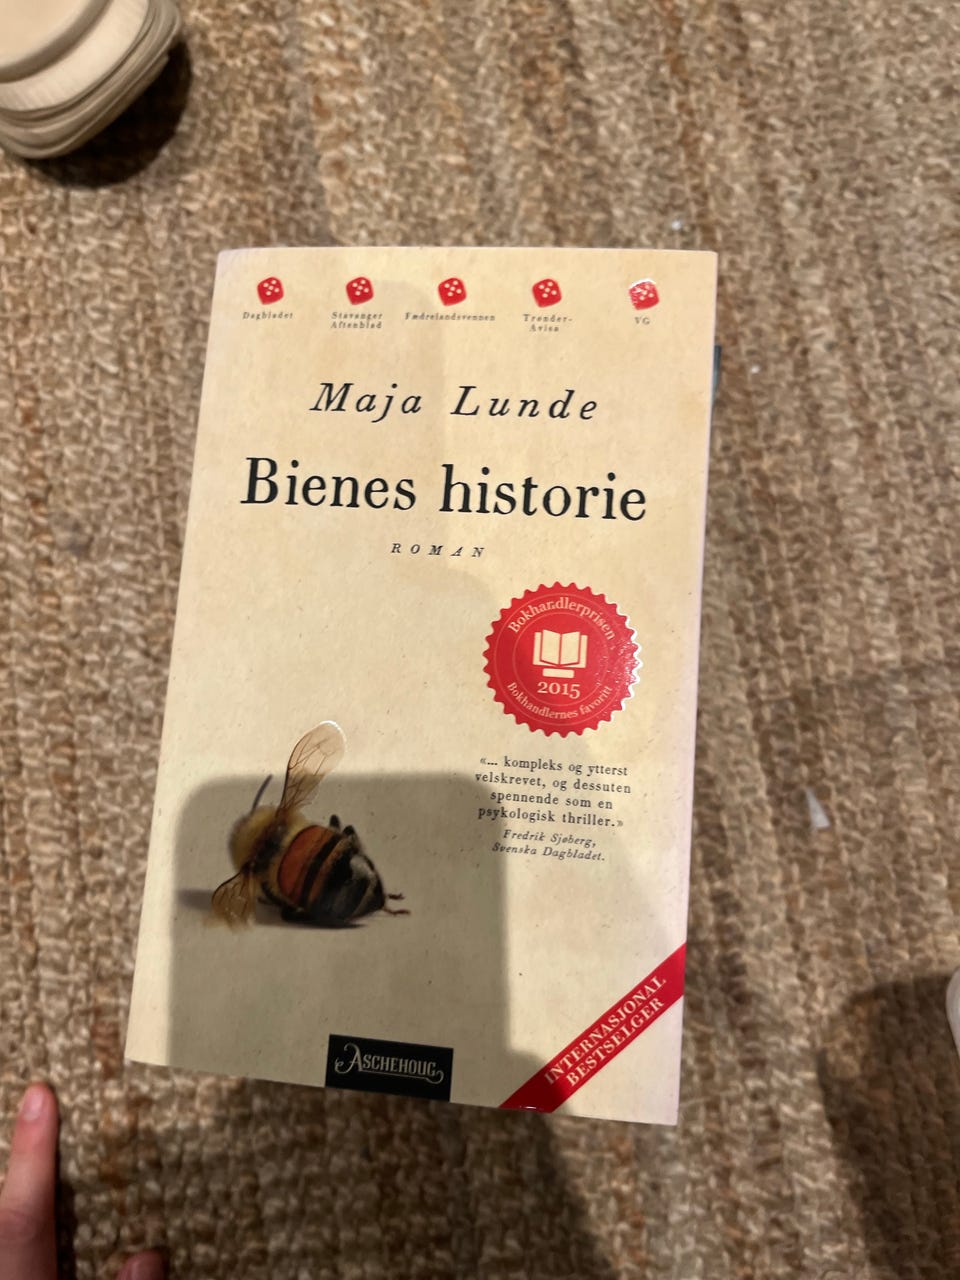 Dagbladet
Stavanger
Aftenblad
Fædrelandsvennen
Trønder-
Avisa
VG
Maja Lunde
Bienes historie
ROMAN
Bokhandlerprisen
2015
Bokhandlernes favoritt
«... kompleks og ytterst
velskrevet, og dessuten
spennende som en
psykologisk thriller.»
Fredrik Sjøberg,
Svenska Dagbladet.
INTERNASJONAL
BESTSELGER
ASCHEHOUG